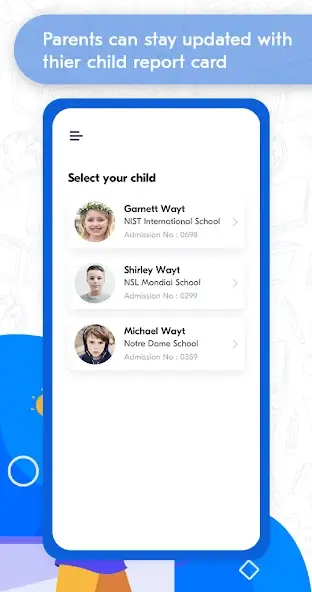 Parents can stay updated with
thier child report card
Select your child
Garnett Wayt
NIST International School
Admission No : 0698
Shirley Wayt
NSL Mondial School
Admission No : 0299
Michael Wayt
Notre Dame School
Admission No : 0359